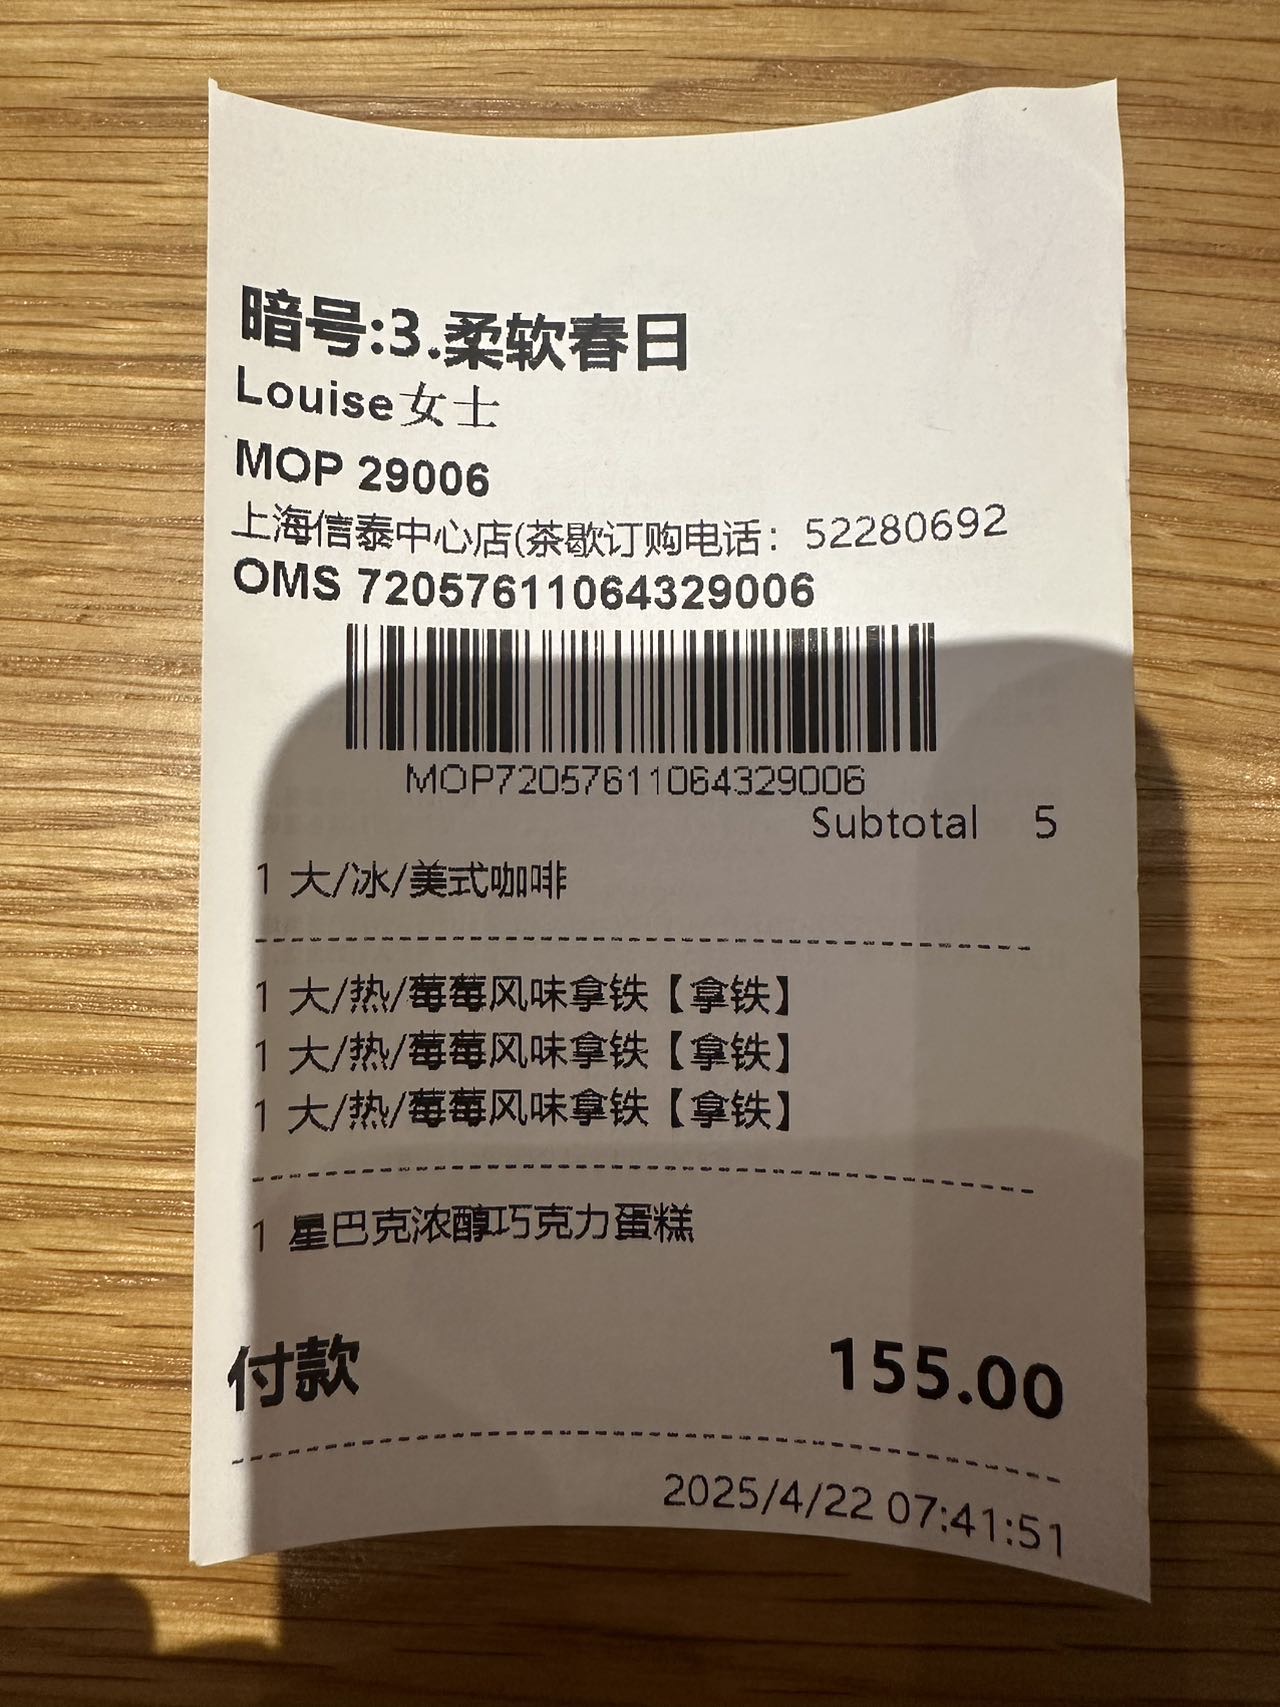 暗号:3.柔软春日
Louise女士
MOP 29006
上海信泰中心店(茶歇订购电话：52280692
OMS 72057611064329006
MOP72057611064329006
Subtotal 5
1 大/冰/美式咖啡
1 大/热/莓莓风味拿铁【拿铁】
1 大/热/莓莓风味拿铁【拿铁】
1 大/热/莓莓风味拿铁【拿铁】
1 星巴克浓醇巧克力蛋糕
付款 155.00
2025/4/22 07:41:51